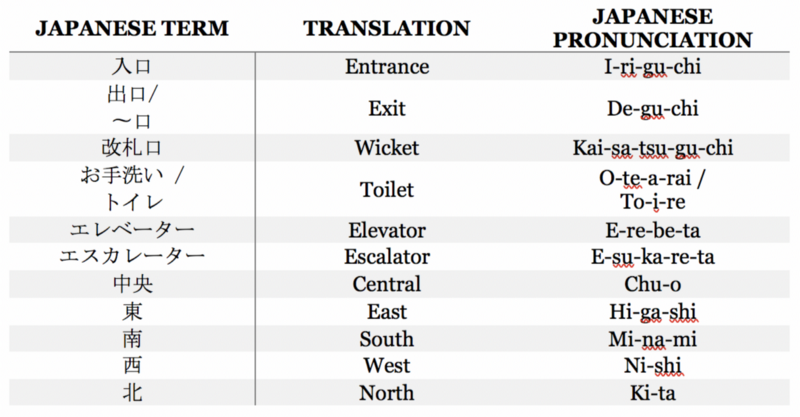 JAPANESE TERM TRANSLATION JAPANESE PRONUNCIATION
入口 Entrance I-ri-gu-chi
出口/
～口 Exit De-gu-chi
改札口 Wicket Kai-sa-tsu-gu-chi
お手洗い / O-te-a-rai /
トイレ Toilet To-i-re
エレベーター Elevator E-re-be-ta
エスカレーター Escalator E-su-ka-re-ta
中央 Central Chu-o
東 East Hi-ga-shi
南 South Mi-na-mi
西 West Ni-shi
北 North Ki-ta